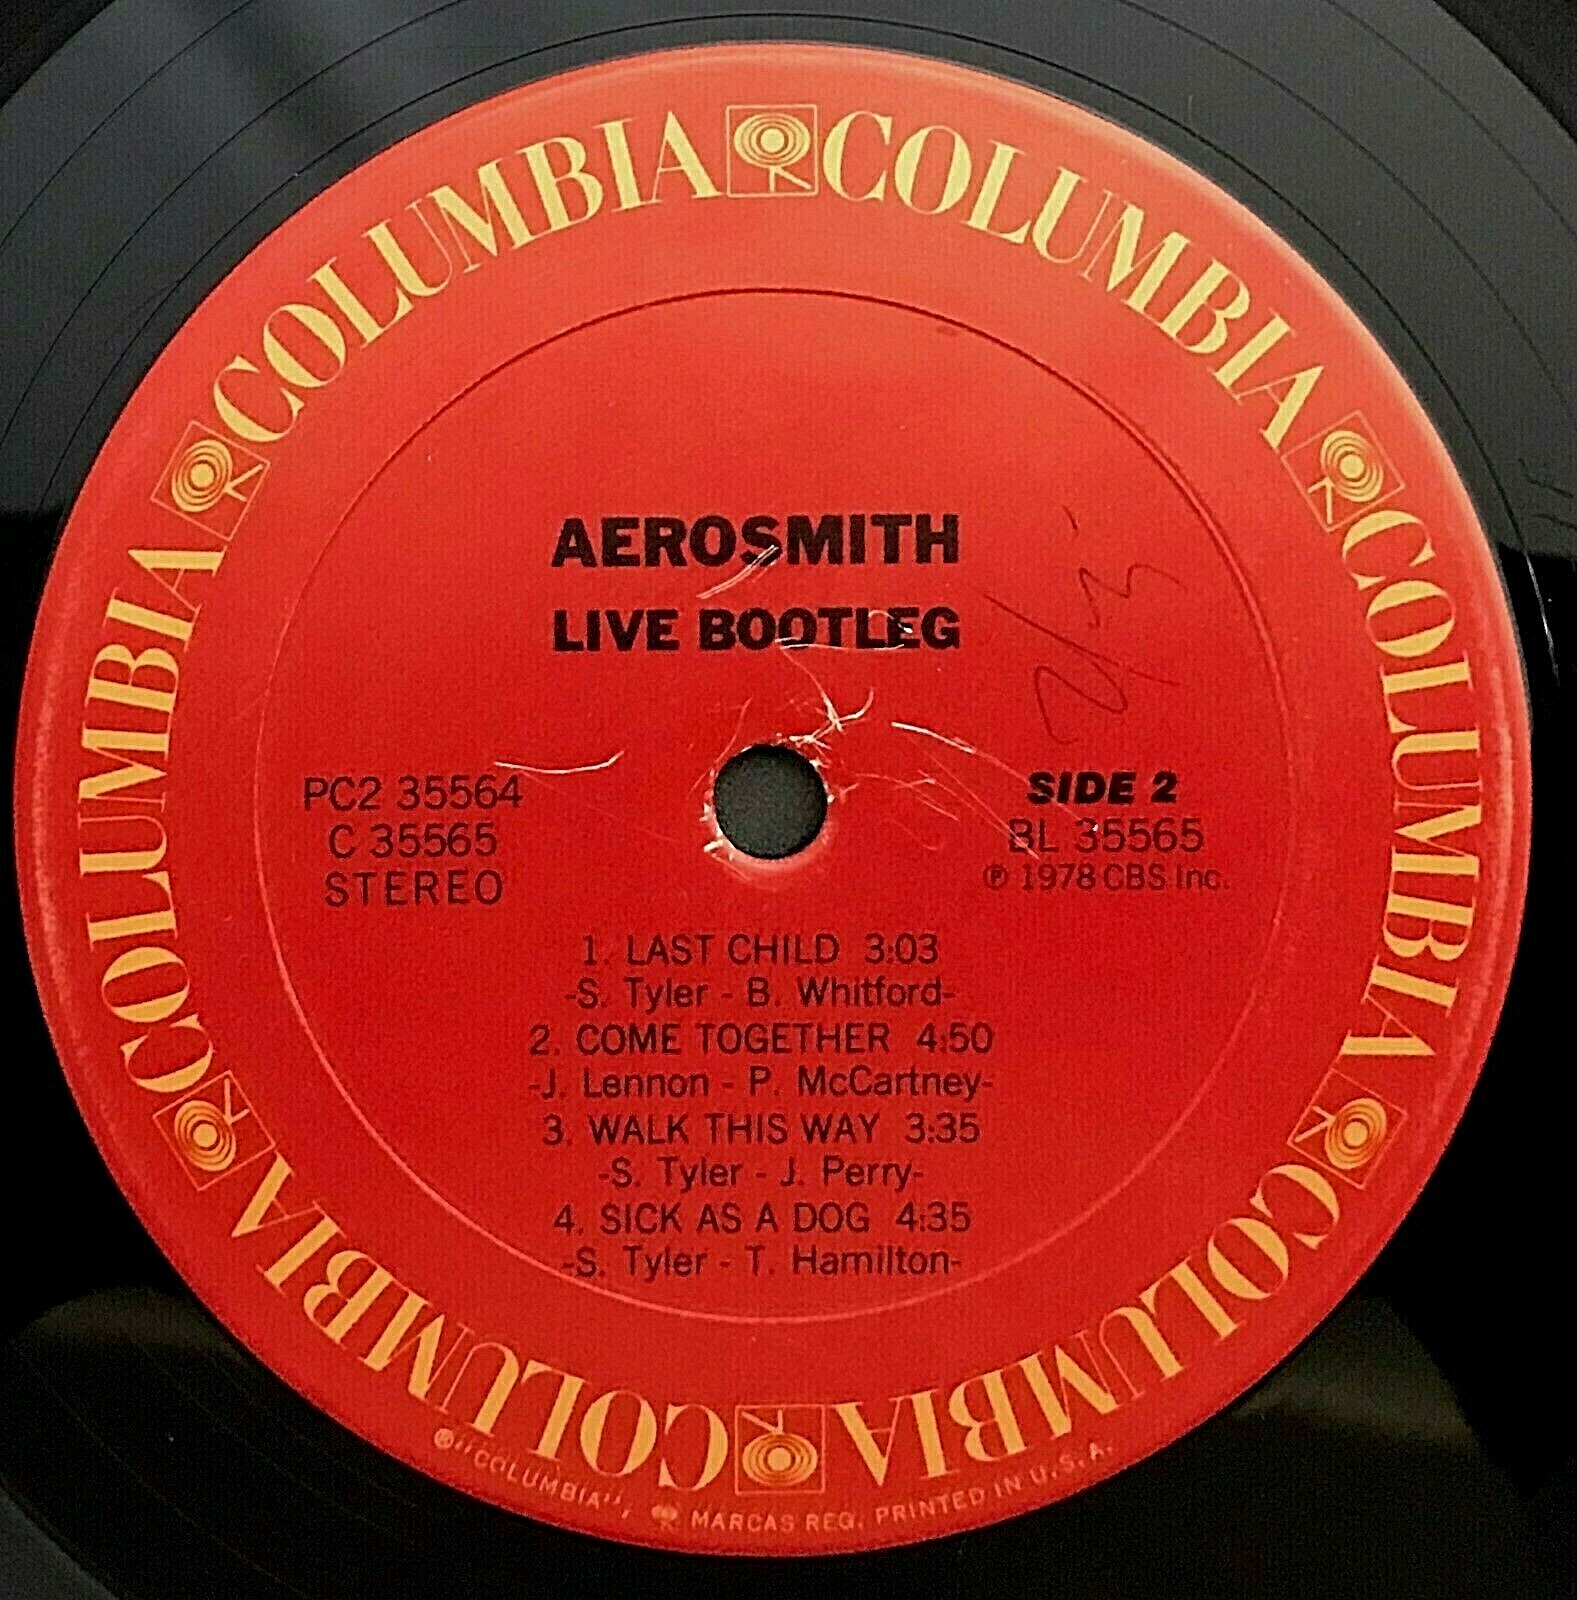 COLUMBIA COLUMBIA COLUMBIA COLUMBIA COLUMBIA COLUMBIA
AEROSMITH
LIVE BOOTLEG
2/3
PC2 35564
C 35565
STEREO
SIDE 2
BL 35565
℗ 1978 CBS Inc.
1. LAST CHILD 3:03
-S. Tyler - B. Whitford-
2. COME TOGETHER 4:50
-J. Lennon - P. McCartney-
3. WALK THIS WAY 3:35
-S. Tyler - J. Perry-
4. SICK AS A DOG 4:35
-S. Tyler - T. Hamilton-
®"COLUMBIA", MARCAS REG. PRINTED IN U.S.A.